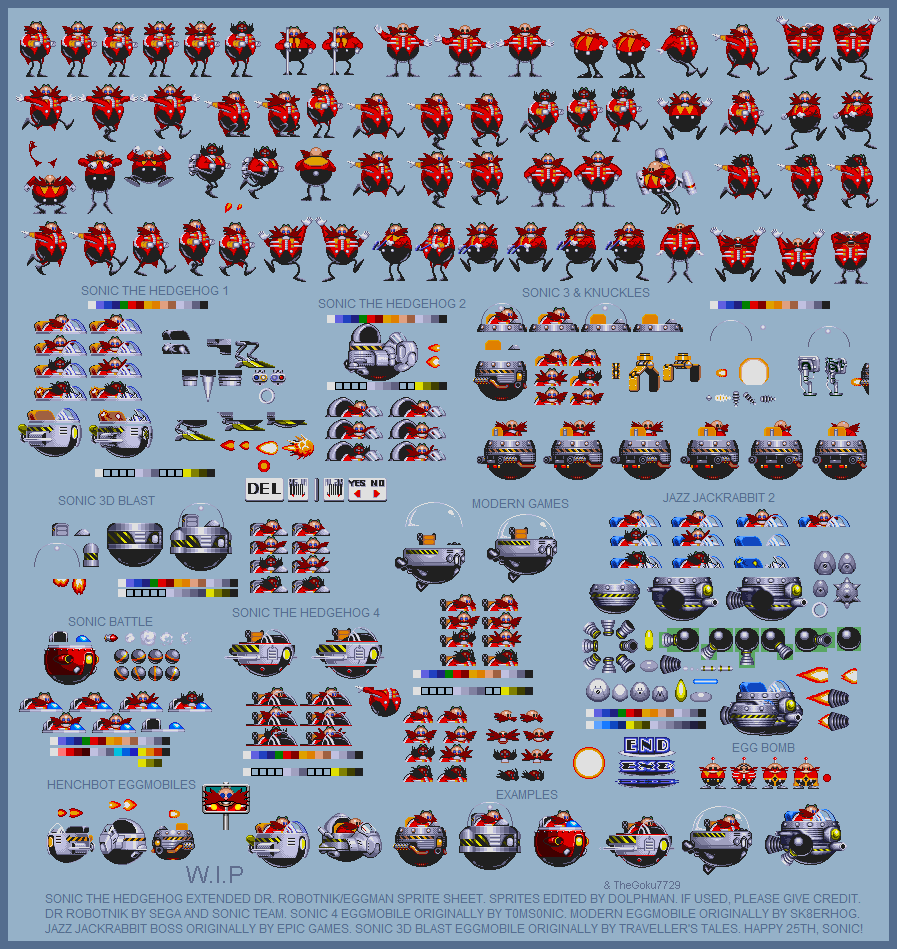 SONIC THE HEDGEHOG 1
SONIC THE HEDGEHOG 2
SONIC 3 & KNUCKLES
DEL
YES NO
SONIC 3D BLAST
MODERN GAMES
JAZZ JACKRABBIT 2
SONIC BATTLE
SONIC THE HEDGEHOG 4
END
EGG BOMB
HENCHBOT EGGMOBILES
EXAMPLES
W.I.P
& TheGoku7729
SONIC THE HEDGEHOG EXTENDED DR. ROBOTNIK/EGGMAN SPRITE SHEET. SPRITES EDITED BY DOLPHMAN. IF USED, PLEASE GIVE CREDIT.
DR ROBOTNIK BY SEGA AND SONIC TEAM. SONIC 4 EGGMOBILE ORIGINALLY BY T0MS0NIC. MODERN EGGMOBILE ORIGINALLY BY SK8ERHOG.
JAZZ JACKRABBIT BOSS ORIGINALLY BY EPIC GAMES. SONIC 3D BLAST EGGMOBILE ORIGINALLY BY TRAVELLER'S TALES. HAPPY 25TH, SONIC!